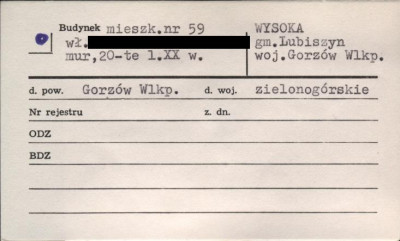 Budynek mieszk.nr 59 WYSOKA
wł. gm.Lubiszyn
mur,20-te l.XX w. woj.Gorzów Wlkp.
d. pow. Gorzów Wlkp. d. woj. zielonogórskie
Nr rejestru z. dn.
ODZ
BDZ